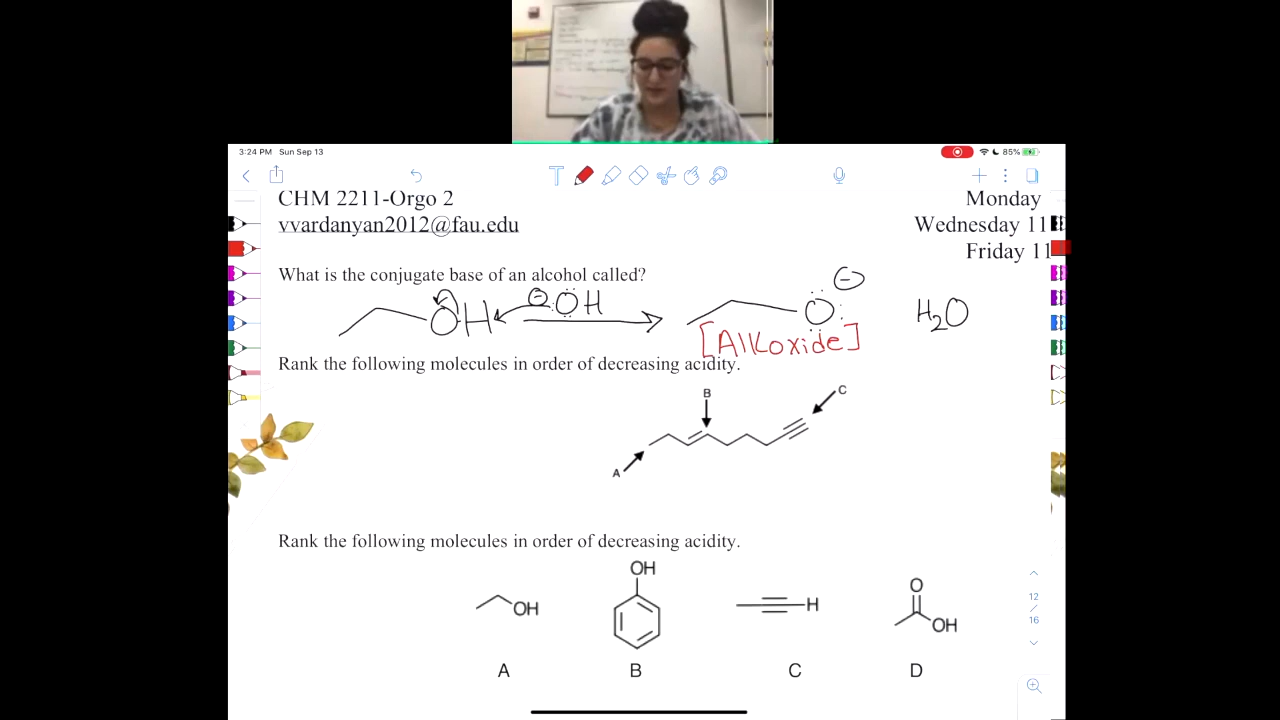 3:24 PM Sun Sep 13
85%
T
CHM 2211-Orgo 2
Monday
vvardanyan2012@fau.edu
Wednesday 11
Friday 11
What is the conjugate base of an alcohol called?
OH ⊖:OH O ⊖ H2O
[Alkoxide]
Rank the following molecules in order of decreasing acidity.
B
C
A
Rank the following molecules in order of decreasing acidity.
OH
O
OH
H
OH
12
/
16
A B C D